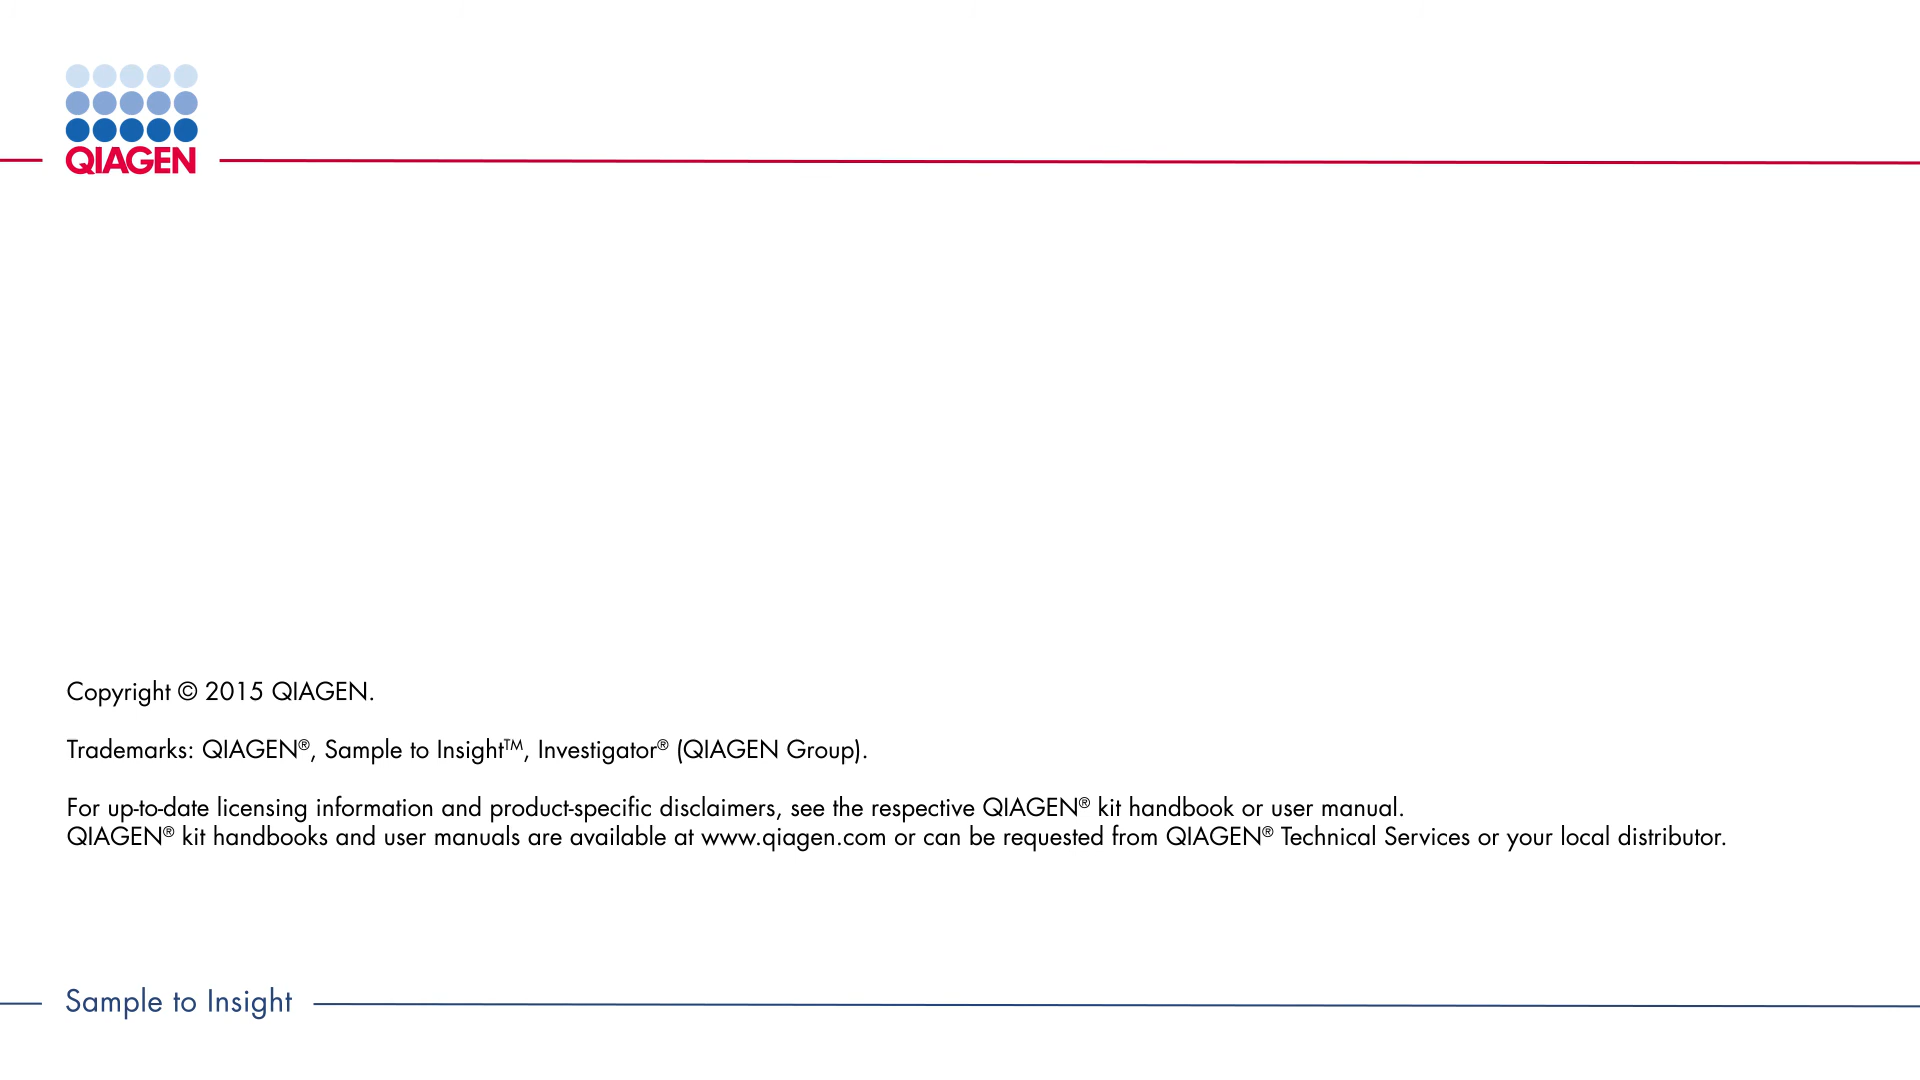 QIAGEN
Copyright © 2015 QIAGEN.
Trademarks: QIAGEN®, Sample to Insight™, Investigator® (QIAGEN Group).
For up-to-date licensing information and product-specific disclaimers, see the respective QIAGEN® kit handbook or user manual.
QIAGEN® kit handbooks and user manuals are available at www.qiagen.com or can be requested from QIAGEN® Technical Services or your local distributor.
Sample to Insight